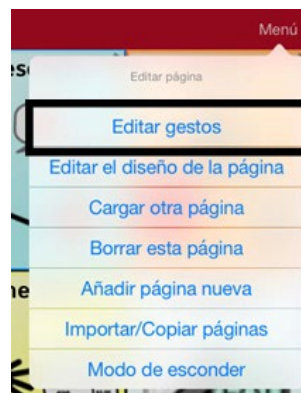 Menú
Editar página
Editar gestos
Editar el diseño de la página
Cargar otra página
Borrar esta página
Añadir página nueva
Importar/Copiar páginas
Modo de esconder